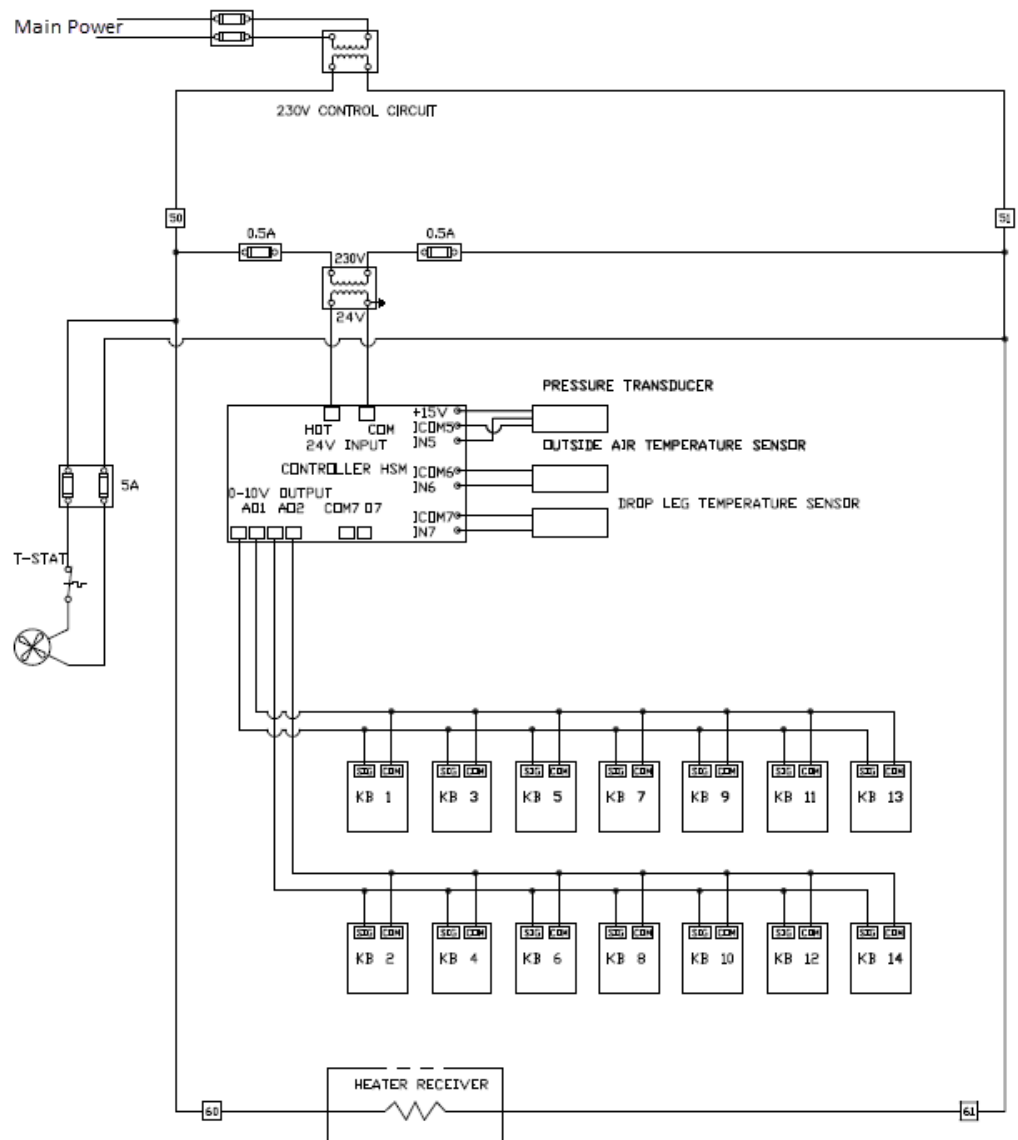 Main Power
230V CONTROL CIRCUIT
50
51
0.5A
0.5A
230V
24V
PRESSURE TRANSDUCER
+15V
ICOM5
IN5
HOT
COM
24V INPUT
OUTSIDE AIR TEMPERATURE SENSOR
CONTROLLER HSM
ICOM6
IN6
5A
0-10V OUTPUT
AO1
AO2
COM7
O7
DROP LEG TEMPERATURE SENSOR
ICOM7
IN7
T-STAT
SIG COM
SIG COM
SIG COM
SIG COM
SIG COM
SIG COM
SIG COM
KB 1
KB 3
KB 5
KB 7
KB 9
KB 11
KB 13
SIG COM
SIG COM
SIG COM
SIG COM
SIG COM
SIG COM
SIG COM
KB 2
KB 4
KB 6
KB 8
KB 10
KB 12
KB 14
HEATER RECEIVER
60
61